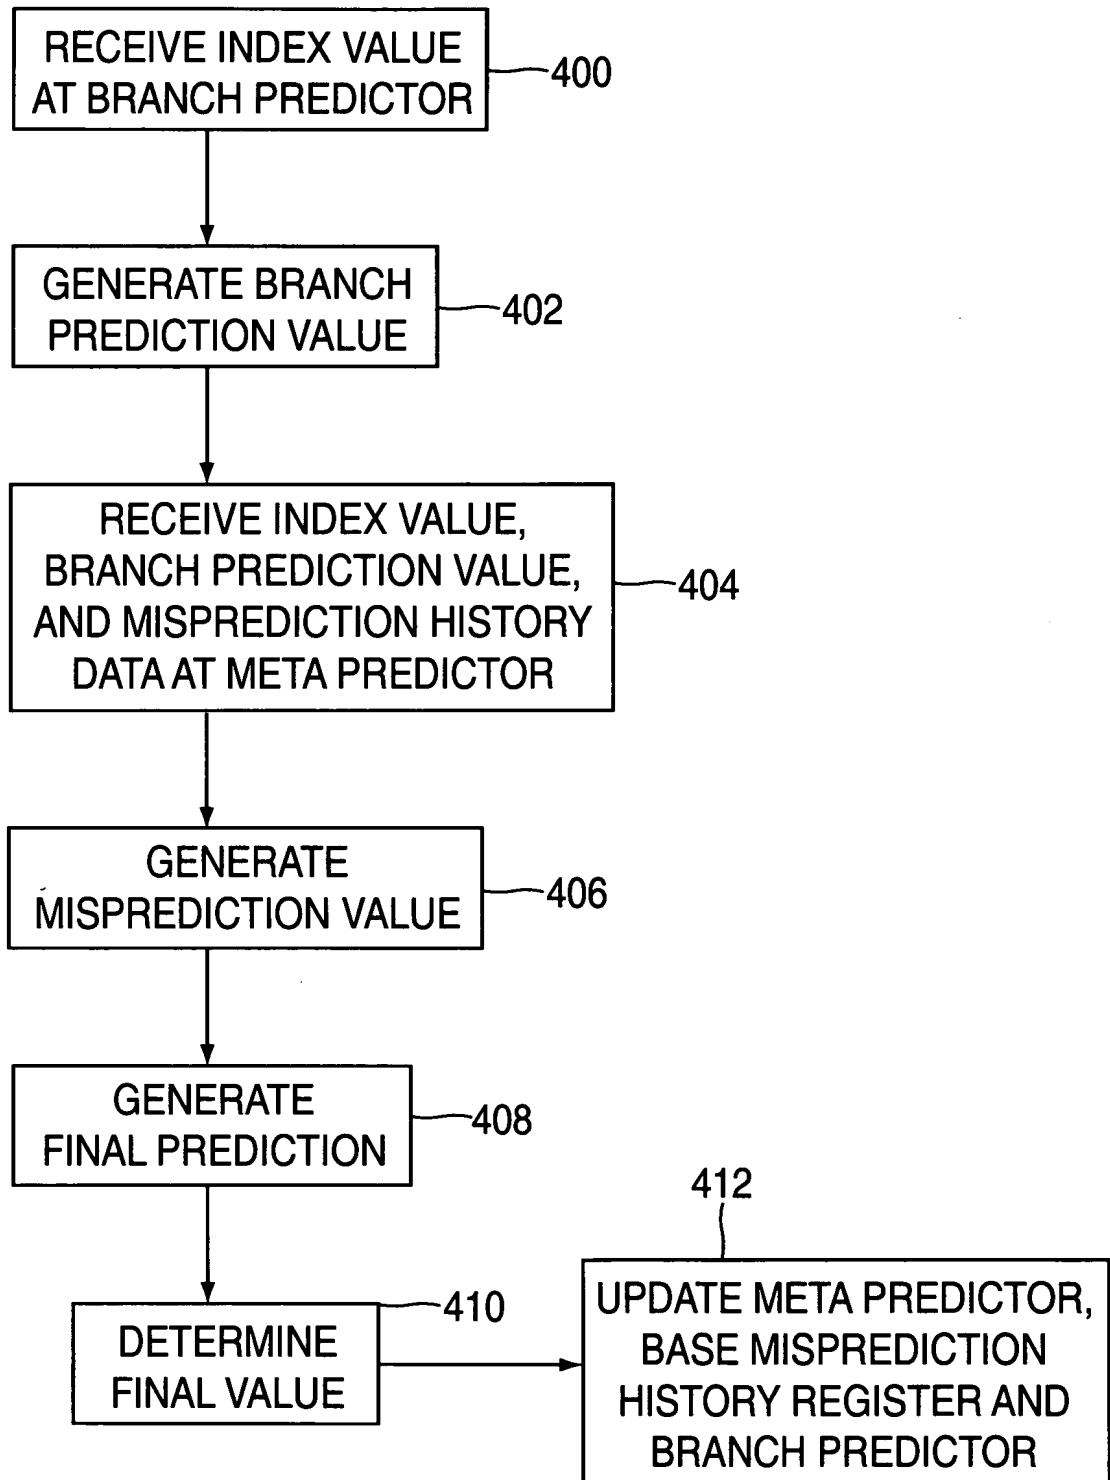 RECEIVE INDEX VALUE
AT BRANCH PREDICTOR
400
GENERATE BRANCH
PREDICTION VALUE
402
RECEIVE INDEX VALUE,
BRANCH PREDICTION VALUE,
AND MISPREDICTION HISTORY
DATA AT META PREDICTOR
404
GENERATE
MISPREDICTION VALUE
406
GENERATE
FINAL PREDICTION
408
DETERMINE
FINAL VALUE
410
412
UPDATE META PREDICTOR,
BASE MISPREDICTION
HISTORY REGISTER AND
BRANCH PREDICTOR